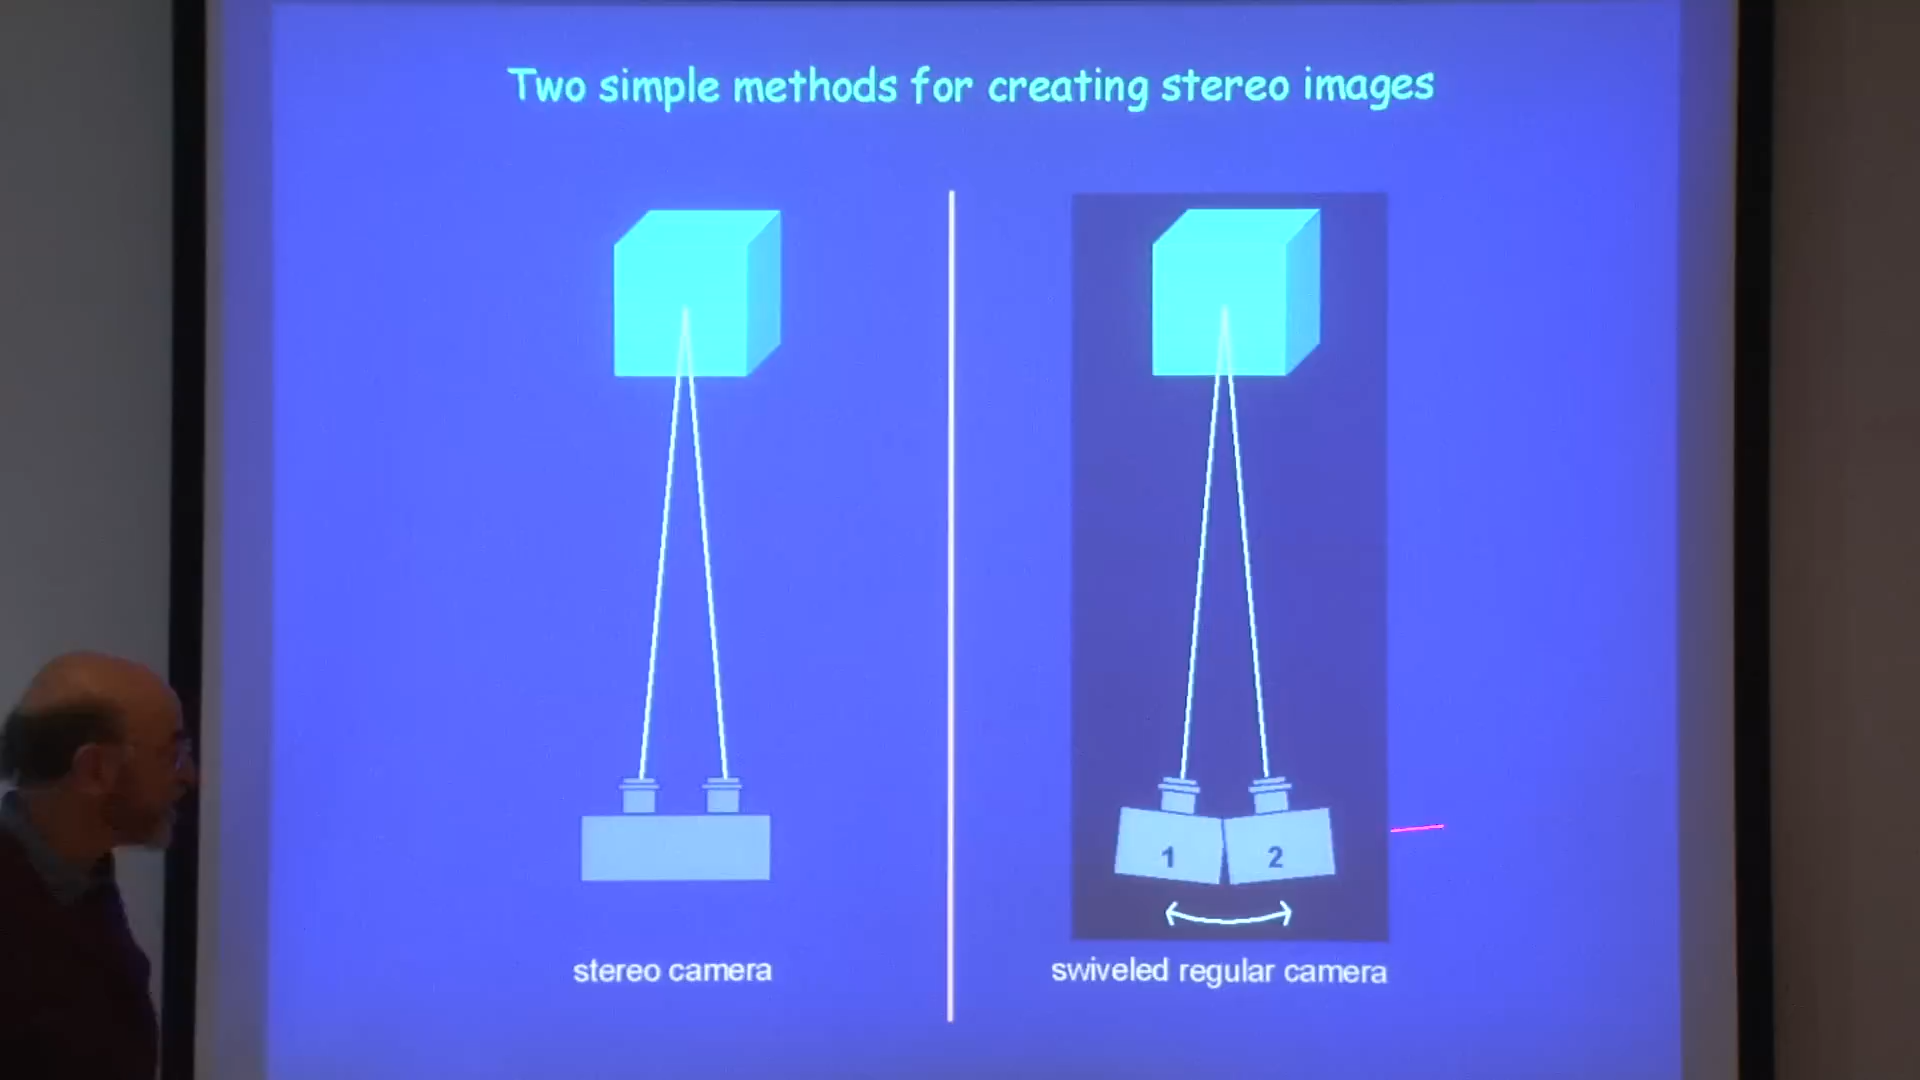 Two simple methods for creating stereo images
1
2
stereo camera
swiveled regular camera